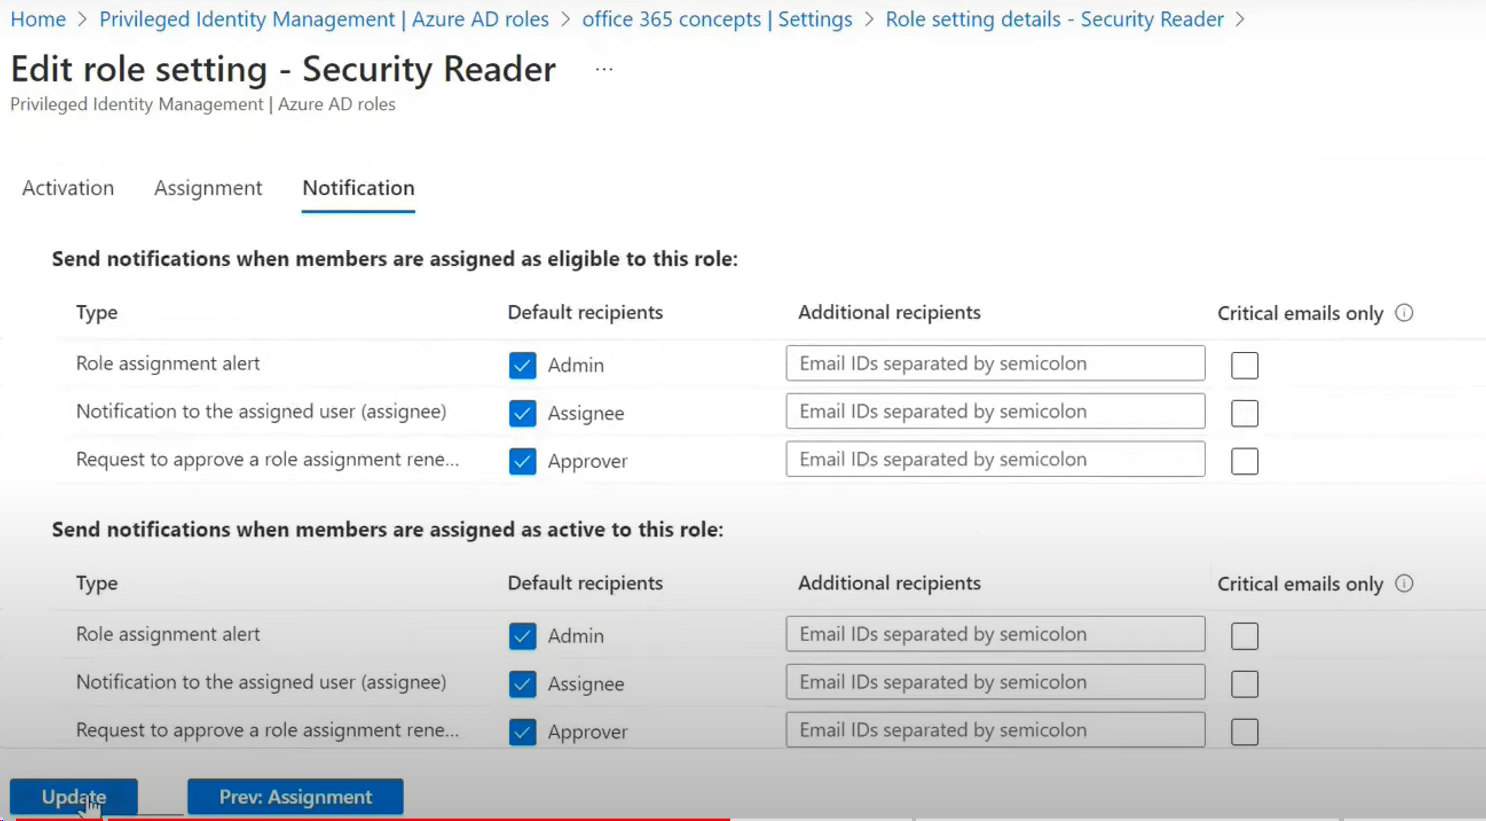 Home > Privileged Identity Management | Azure AD roles > office 365 concepts | Settings > Role setting details - Security Reader >
Edit role setting - Security Reader ...
Privileged Identity Management | Azure AD roles
Activation Assignment Notification
Send notifications when members are assigned as eligible to this role:
Type Default recipients Additional recipients Critical emails only
Role assignment alert Admin Email IDs separated by semicolon
Notification to the assigned user (assignee) Assignee Email IDs separated by semicolon
Request to approve a role assignment rene... Approver Email IDs separated by semicolon
Send notifications when members are assigned as active to this role:
Type Default recipients Additional recipients Critical emails only
Role assignment alert Admin Email IDs separated by semicolon
Notification to the assigned user (assignee) Assignee Email IDs separated by semicolon
Request to approve a role assignment rene... Approver Email IDs separated by semicolon
Update Prev: Assignment